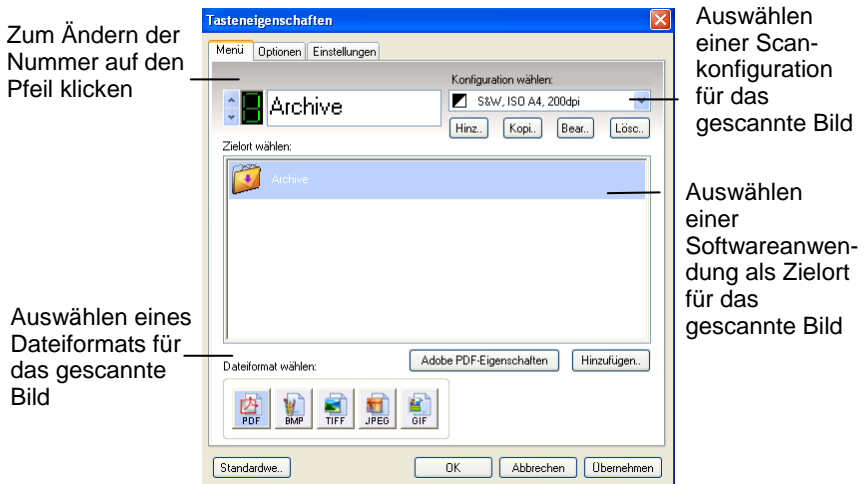 Zum Ändern der
Nummer auf den
Pfeil klicken
Auswählen eines
Dateiformats für
das gescannte
Bild
Tasteneigenschaften
Menü Optionen Einstellungen
Archive
Konfiguration wählen:
S&W, ISO A4, 200dpi
Hinz.. Kopi.. Bear.. Lösc..
Zielort wählen:
Archive
Adobe PDF-Eigenschaften Hinzufügen..
Dateiformat wählen:
PDF BMP TIFF JPEG GIF
Standardwe.. OK Abbrechen Übernehmen
Auswählen
einer Scan-
konfiguration
für das
gescannte Bild
Auswählen
einer
Softwareanwen-
dung als Zielort
für das
gescannte Bild